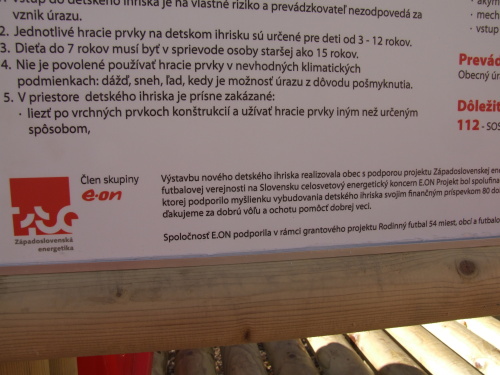 Vstup do detského ihriska je na vlastné riziko a prevádzkovateľ nezodpovedá za
vznik úrazu.
2. Jednotlivé hracie prvky na detskom ihrisku sú určené pre deti od 3 - 12 rokov.
3. Dieťa do 7 rokov musí byť v sprievode osoby staršej ako 15 rokov.
4. Nie je povolené používať hracie prvky v nevhodných klimatických
podmienkach: dážď, sneh, ľad, kedy je možnosť úrazu z dôvodu pošmyknutia.
5. V priestore detského ihriska je prísne zakázané:
· liezť po vrchných prvkoch konštrukcií a užívať hracie prvky iným než určeným
spôbom,
· mech
· vstup
Prevád
Obecný úr
Dôležit
112 - SOS
Člen skupiny
e·on
Západoslovenská
energetika
Výstavbu nového detského ihriska realizovala obec s podporou projektu Západoslovenskej ene
futbalovej verejnosti na Slovensku celosvetový energetický koncern E.ON Projekt bol spolufina
ktorej podporilo myšlienku vybudovania detského ihriska svojim finančným príspevkom 80 do
ďakujeme za dobrú vôľu a ochotu pomôcť dobrej veci.
Spoločnosť E.ON podporila v rámci grantového projektu Rodinný futbal 54 miest, obcí a futbalo